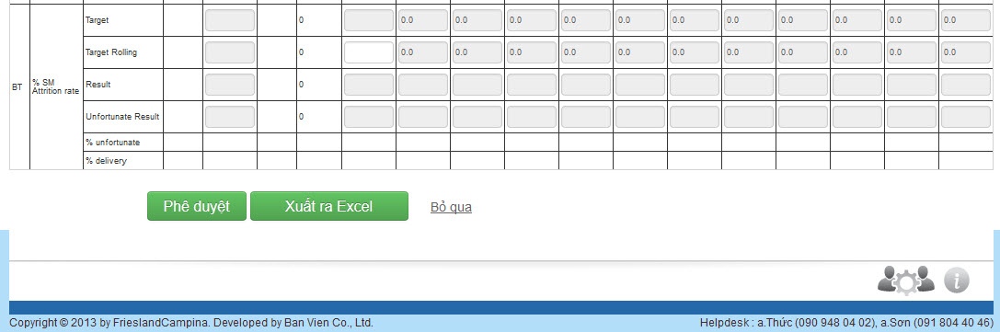 Target 0 0.0 0.0 0.0 0.0 0.0 0.0 0.0 0.0 0.0 0.0 0.0
Target Rolling 0 0.0 0.0 0.0 0.0 0.0 0.0 0.0 0.0 0.0 0.0 0.0
BT % SM Attrition rate
Result 0
Unfortunate Result 0
% unfortunate
% delivery
Phê duyệt Xuất ra Excel Bỏ qua
i
Copyright © 2013 by FrieslandCampina. Developed by Ban Vien Co., Ltd. Helpdesk : a.Thức (090 948 04 02), a.Sơn (091 804 40 46)